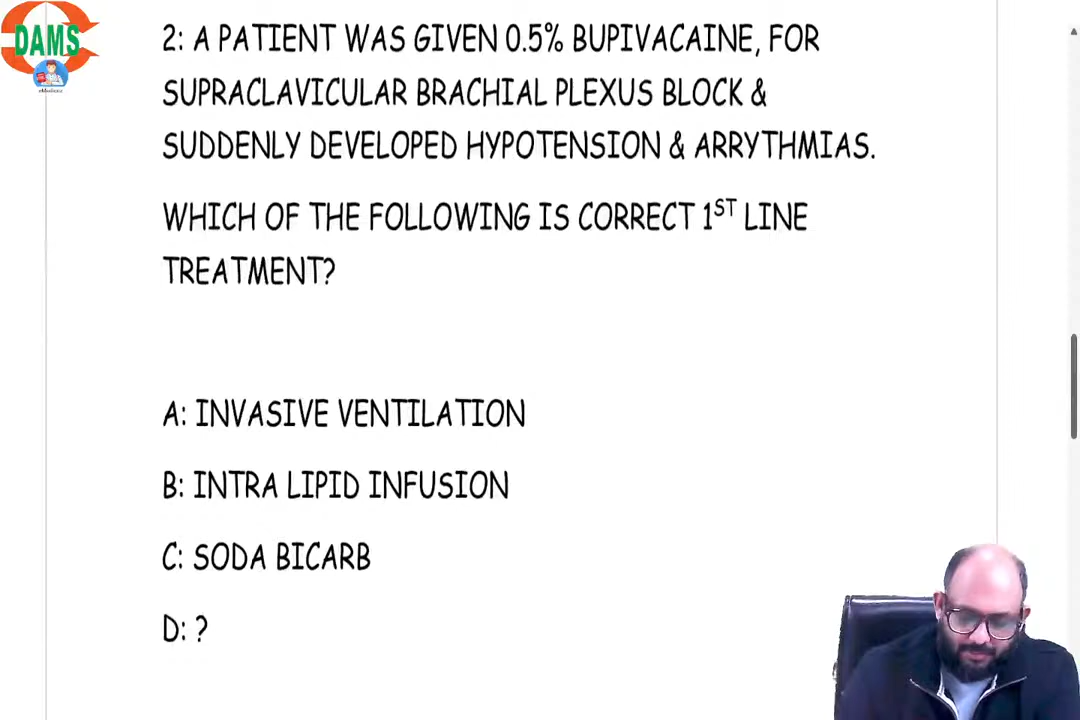 DAMS
2: A PATIENT WAS GIVEN 0.5% BUPIVACAINE, FOR
SUPRACLAVICULAR BRACHIAL PLEXUS BLOCK &
SUDDENLY DEVELOPED HYPOTENSION & ARRYTHMIAS.
WHICH OF THE FOLLOWING IS CORRECT 1ST LINE
TREATMENT?
A: INVASIVE VENTILATION
B: INTRA LIPID INFUSION
C: SODA BICARB
D: ?